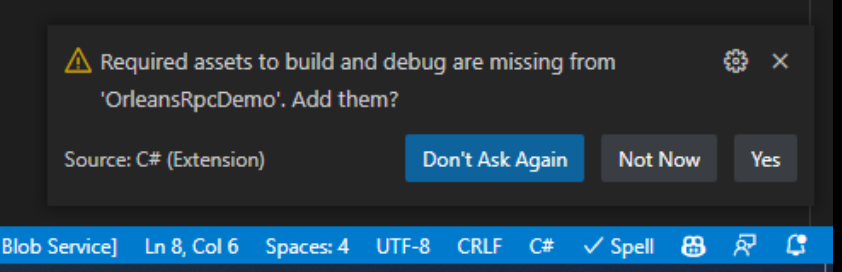 Required assets to build and debug are missing from
'OrleansRpcDemo'. Add them?
Source: C# (Extension) Don't Ask Again Not Now Yes
Blob Service] Ln 8, Col 6 Spaces: 4 UTF-8 CRLF C# ✓ Spell